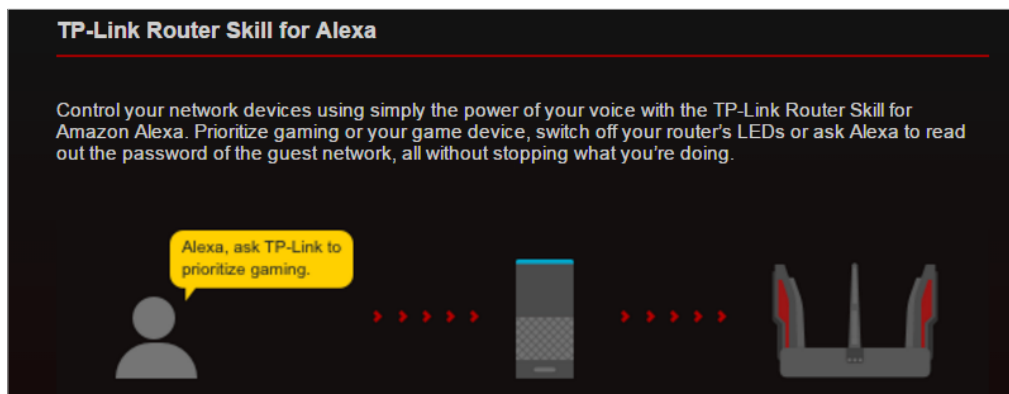 TP-Link Router Skill for Alexa
Control your network devices using simply the power of your voice with the TP-Link Router Skill for
Amazon Alexa. Prioritize gaming or your game device, switch off your router's LEDs or ask Alexa to read
out the password of the guest network, all without stopping what you're doing.
Alexa, ask TP-Link to
prioritize gaming.